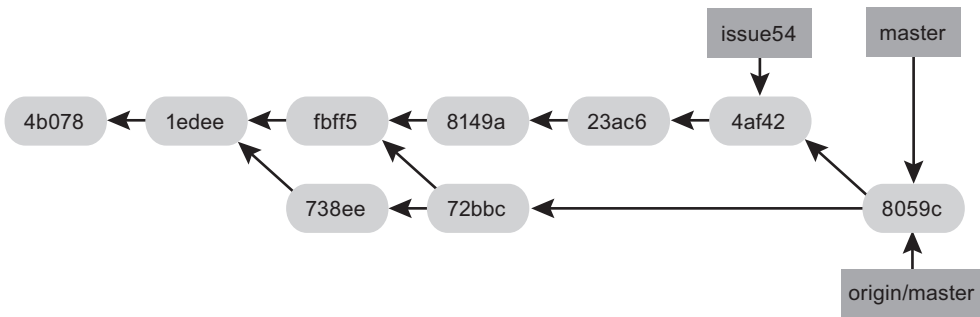 issue54
master
4b078
1edee
fbff5
8149a
23ac6
4af42
738ee
72bbc
8059c
origin/master